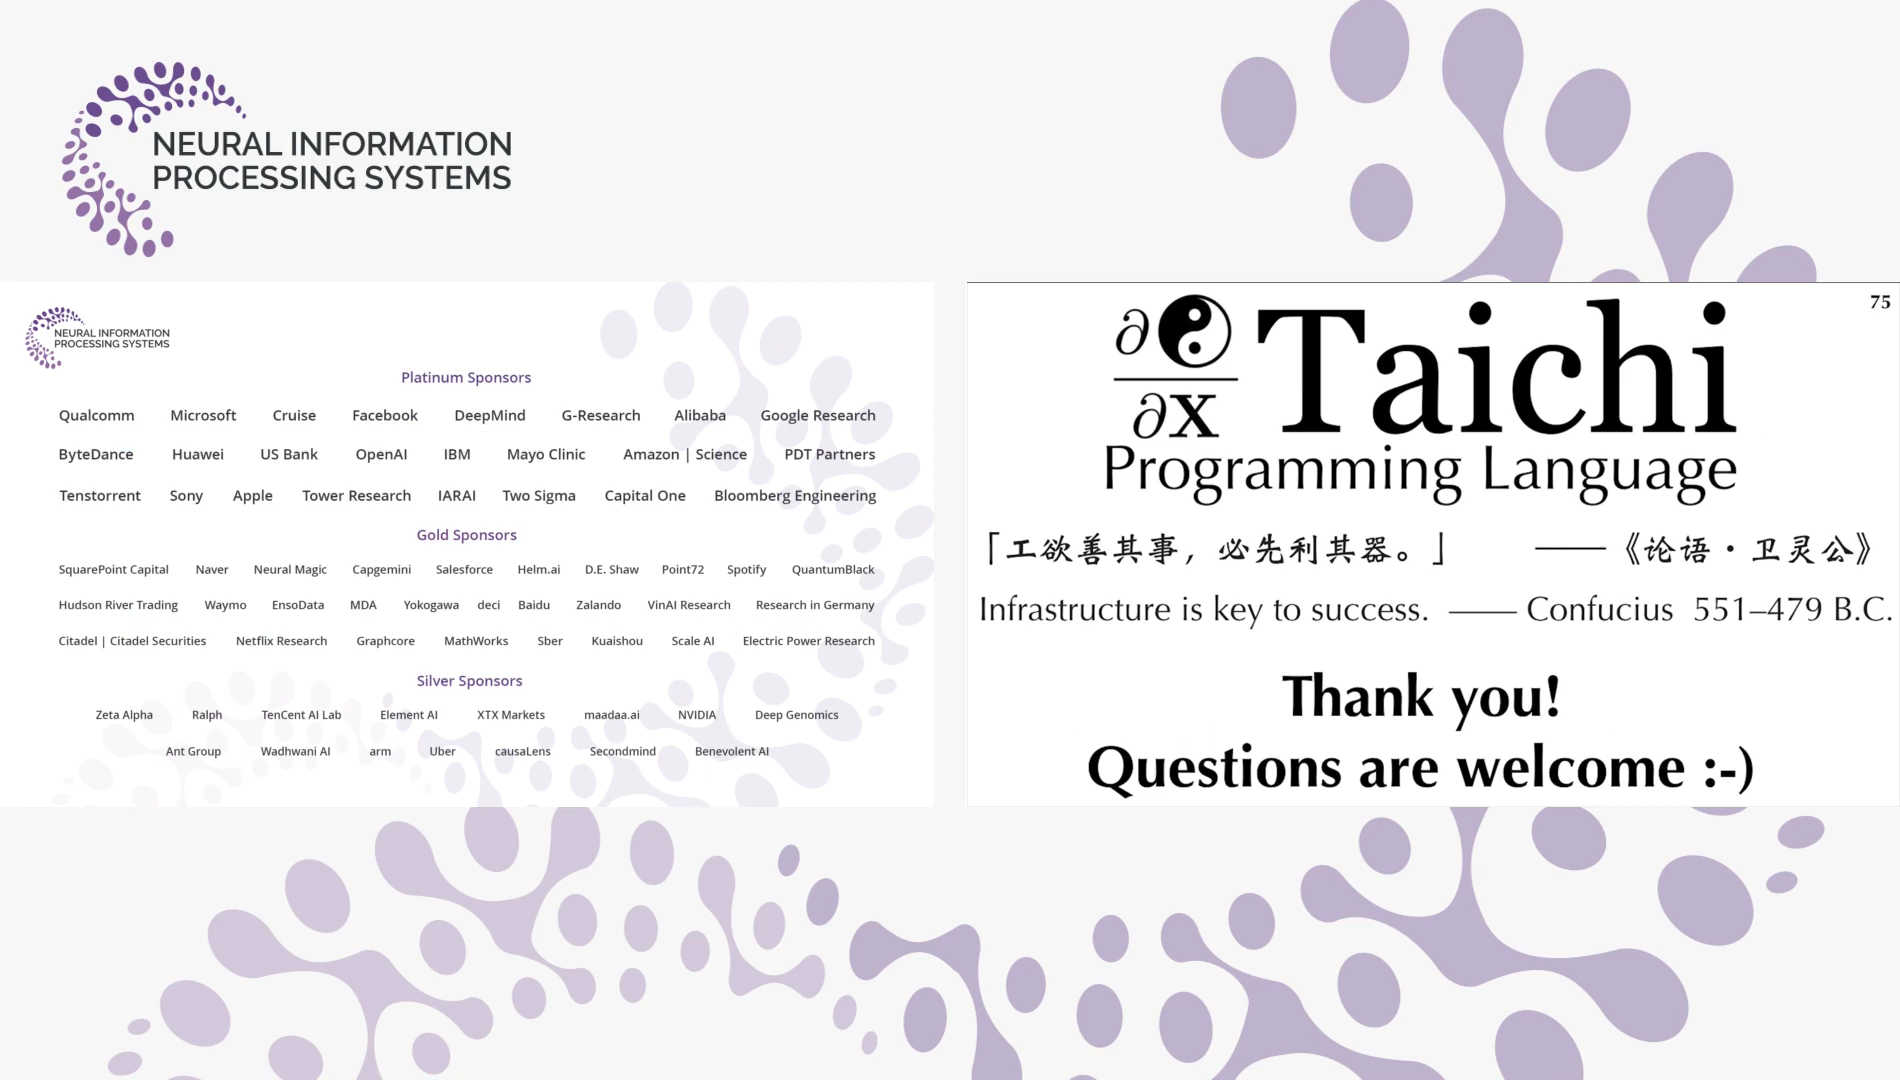 NEURAL INFORMATION
PROCESSING SYSTEMS
NEURAL INFORMATION
PROCESSING SYSTEMS
Platinum Sponsors
Qualcomm Microsoft Cruise Facebook DeepMind G-Research Alibaba Google Research
ByteDance Huawei US Bank OpenAI IBM Mayo Clinic Amazon | Science PDT Partners
Tenstorrent Sony Apple Tower Research IARAI Two Sigma Capital One Bloomberg Engineering
Gold Sponsors
SquarePoint Capital Naver Neural Magic Capgemini Salesforce Helm.ai D.E. Shaw Point72 Spotify QuantumBlack
Hudson River Trading Waymo EnsoData MDA Yokogawa deci Baidu Zalando VinAI Research Research in Germany
Citadel | Citadel Securities Netflix Research Graphcore MathWorks Sber Kuaishou Scale AI Electric Power Research
Silver Sponsors
Zeta Alpha Ralph TenCent AI Lab Element AI XTX Markets maadaa.ai NVIDIA Deep Genomics
Ant Group Wadhwani AI arm Uber causaLens Secondmind Benevolent AI
75
∂
∂x
Taichi
Programming Language
「工欲善其事，必先利其器。」 ——《论语·卫灵公》
Infrastructure is key to success. —— Confucius 551–479 B.C.
Thank you!
Questions are welcome :-)